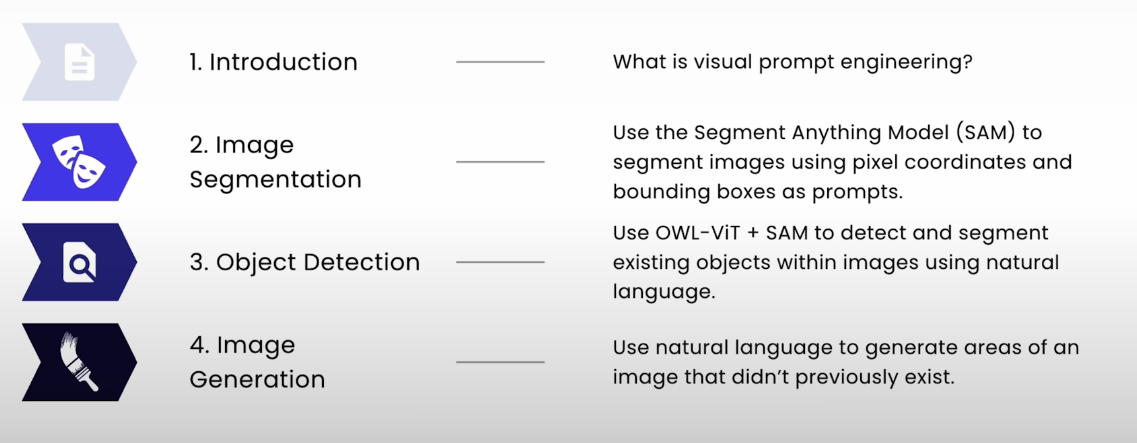 1. Introduction
What is visual prompt engineering?
2. Image
Segmentation
Use the Segment Anything Model (SAM) to
segment images using pixel coordinates and
bounding boxes as prompts.
3. Object Detection
Use OWL-ViT + SAM to detect and segment
existing objects within images using natural
language.
4. Image
Generation
Use natural language to generate areas of an
image that didn’t previously exist.